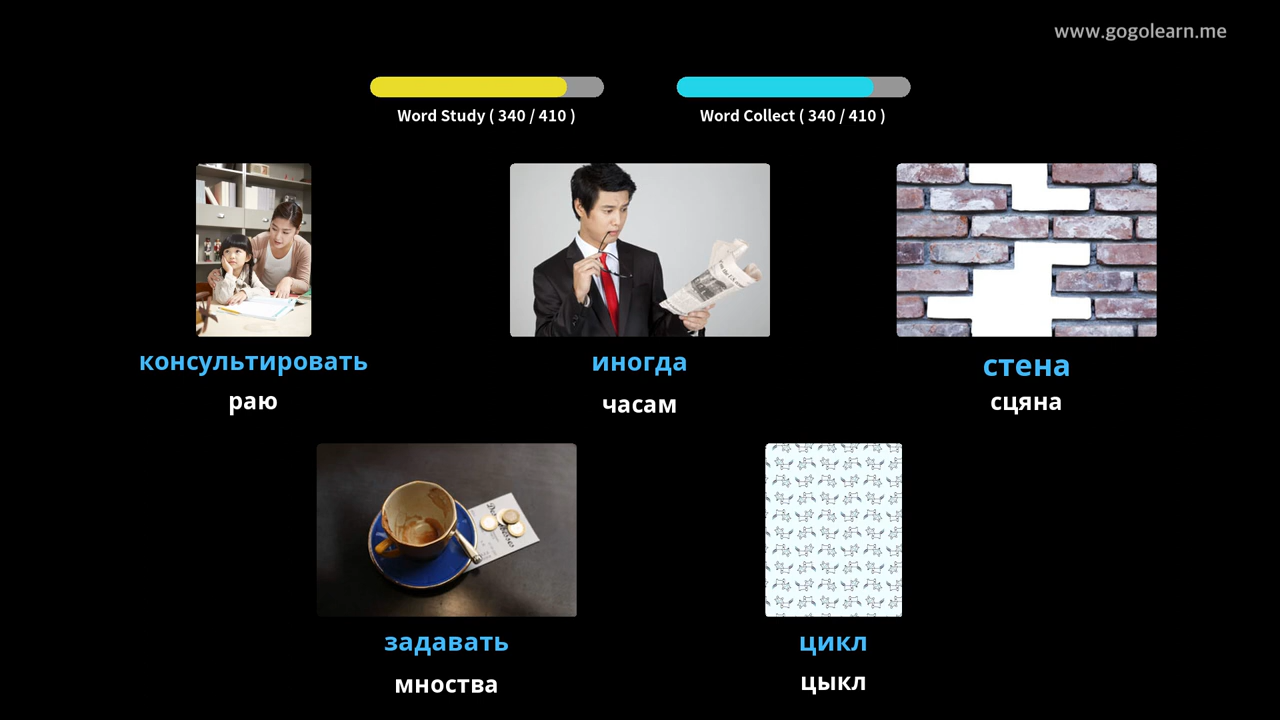 www.gogolearn.me
Word Study ( 340 / 410 )
Word Collect ( 340 / 410 )
консультировать
раю
иногда
часам
стена
сцяна
задавать
мноства
цикл
цыкл